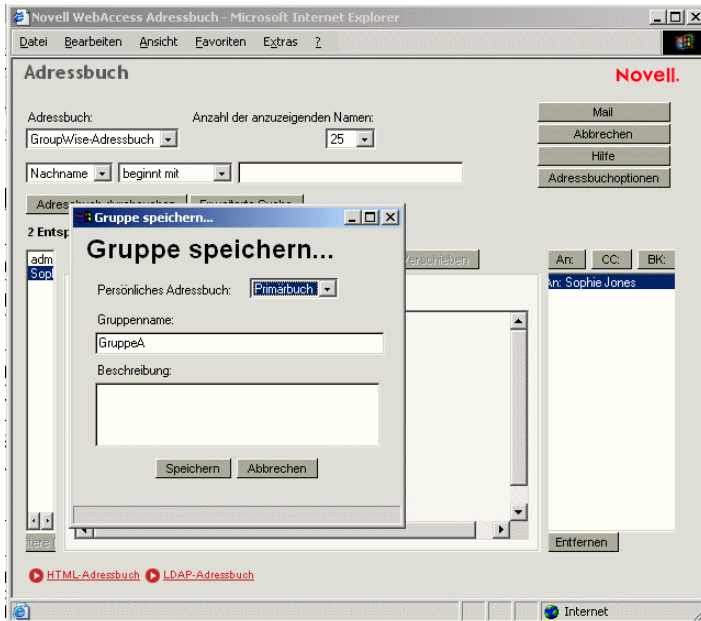 Novell WebAccess Adressbuch - Microsoft Internet Explorer
Datei Bearbeiten Ansicht Favoriten Extras ?
Adressbuch
Novell.
Adressbuch: Anzahl der anzuzeigenden Namen:
GroupWise-Adressbuch 25
Nachname beginnt mit
Mail
Abbrechen
Hilfe
Adressbuchoptionen
2 Entsp
adm
Soph
Verschieben
An: CC: BK:
An: Sophie Jones
Gruppe speichern...
Gruppe speichern...
Persönliches Adressbuch: Primärbuch
Gruppenname:
GruppeA
Beschreibung:
Speichern Abbrechen
Entfernen
HTML-Adressbuch LDAP-Adressbuch
Internet